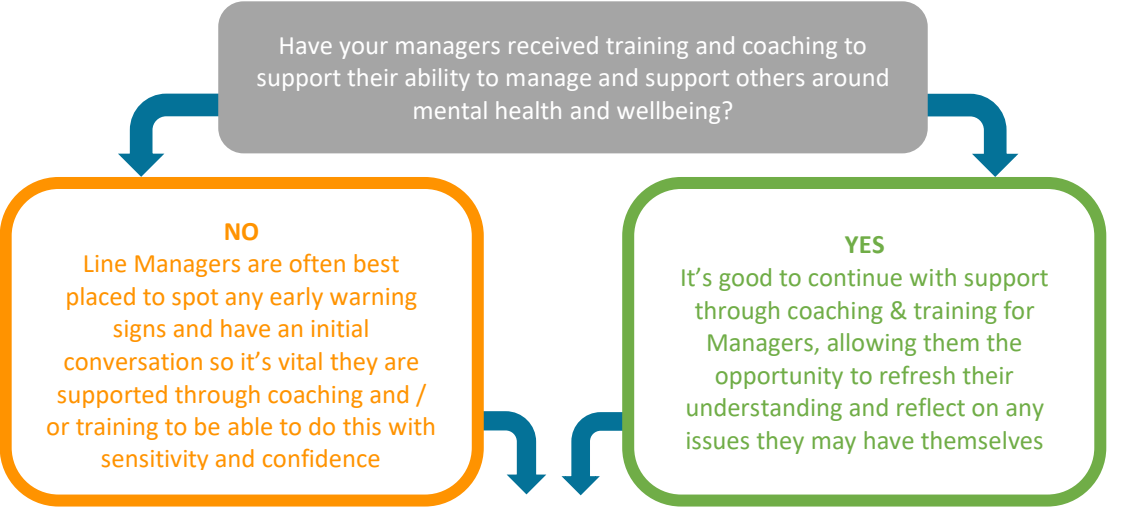 Have your managers received training and coaching to
support their ability to manage and support others around
mental health and wellbeing?
NO
Line Managers are often best
placed to spot any early warning
signs and have an initial
conversation so it’s vital they are
supported through coaching and /
or training to be able to do this with
sensitivity and confidence
YES
It’s good to continue with support
through coaching & training for
Managers, allowing them the
opportunity to refresh their
understanding and reflect on any
issues they may have themselves